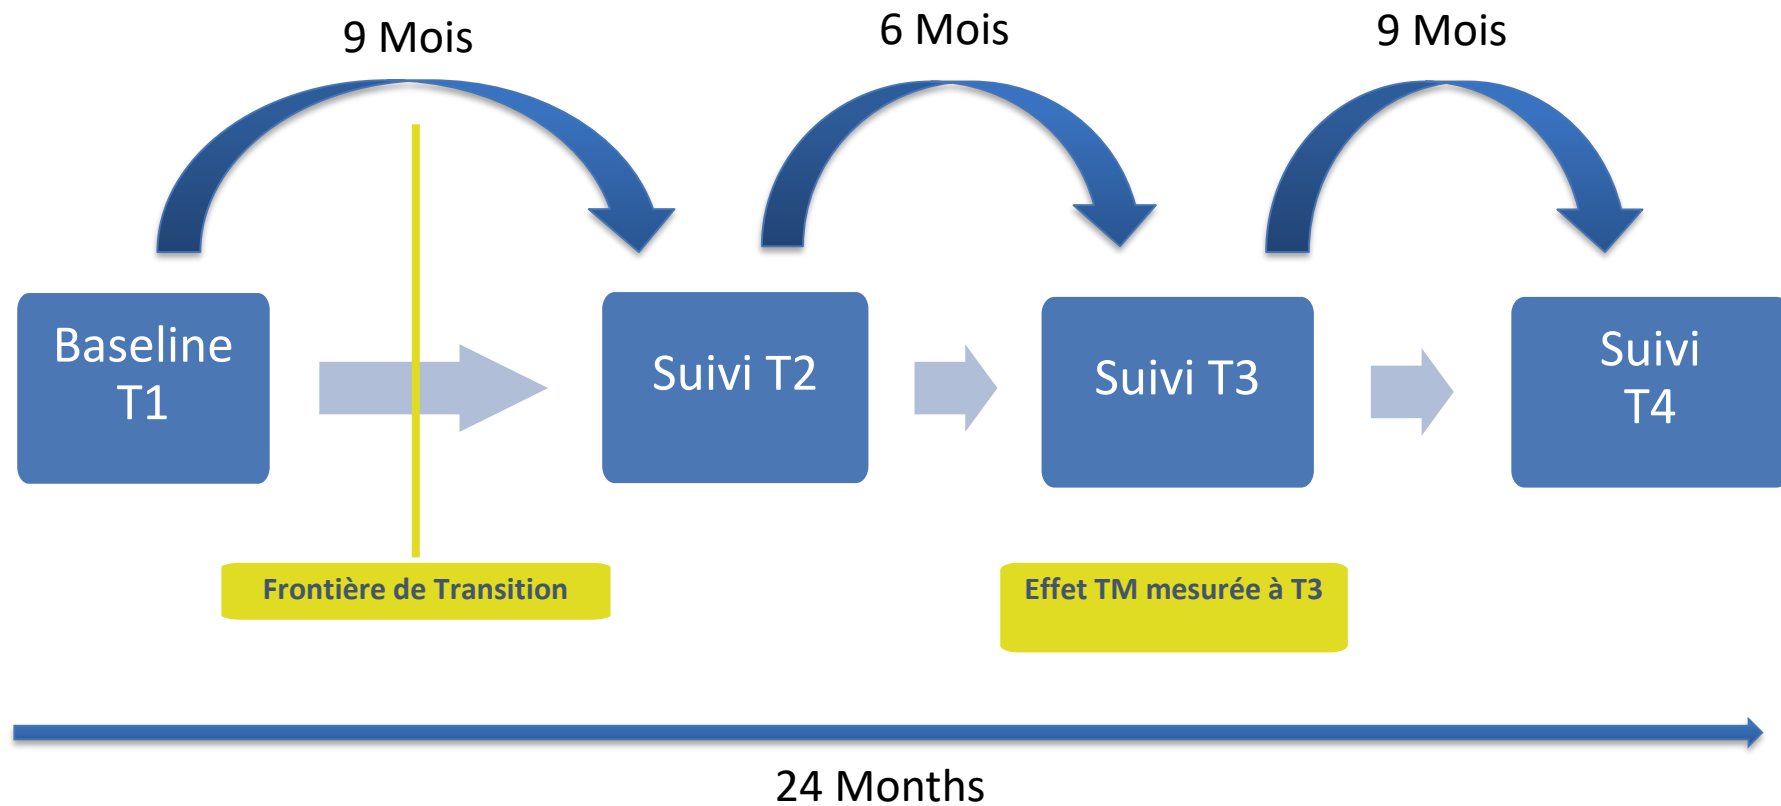 9 Mois
6 Mois
9 Mois
Baseline
T1
Suivi T2
Suivi T3
Suivi
T4
Frontière de Transition
Effet TM mesurée à T3
24 Months